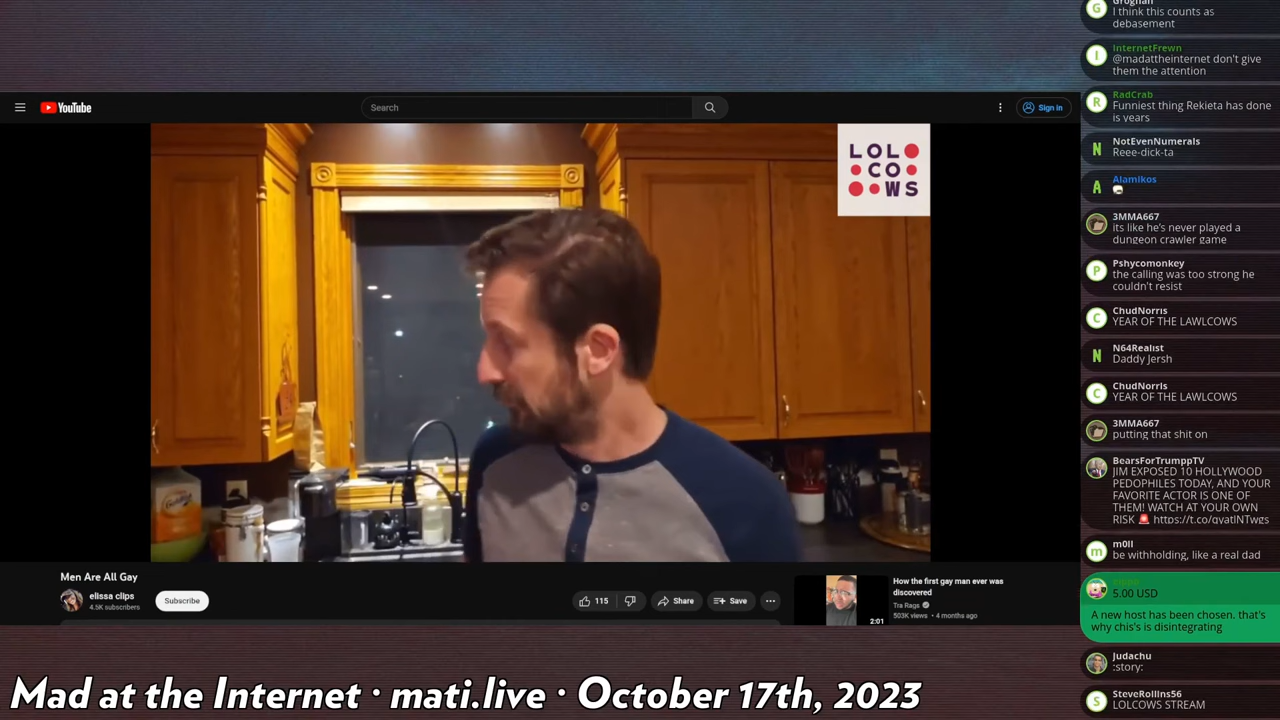 YouTube
Search
Sign in
LOL
CO
WS
Men Are All Gay
elissa clips
4.5K subscribers
Subscribe
115
Share
Save
How the first gay man ever was
discovered
Tra Rags
503K views • 4 months ago
2:01
Mad at the Internet · mati.live · October 17th, 2023
Groghan
I think this counts as
debasement
InternetFrewn
@madattheinternet don't give
them the attention
RadCrab
Funniest thing Rekieta has done
is years
NotEvenNumerals
Reee-dick-ta
Alamikos
3MMA667
its like he's never played a
dungeon crawler game
Pshycomonkey
the calling was too strong he
couldn't resist
ChudNorris
YEAR OF THE LAWLCOWS
N64Realist
Daddy Jersh
ChudNorris
YEAR OF THE LAWLCOWS
3MMA667
putting that shit on
BearsForTrumppTV
JIM EXPOSED 10 HOLLYWOOD
PEDOPHILES TODAY, AND YOUR
FAVORITE ACTOR IS ONE OF
THEM! WATCH AT YOUR OWN
RISK
m0ll
be withholding, like a real dad
5.00 USD
A new host has been chosen. that's
why chis's is disintegrating
Judachu
:story:
SteveRollins56
LOLCOWS STREAM